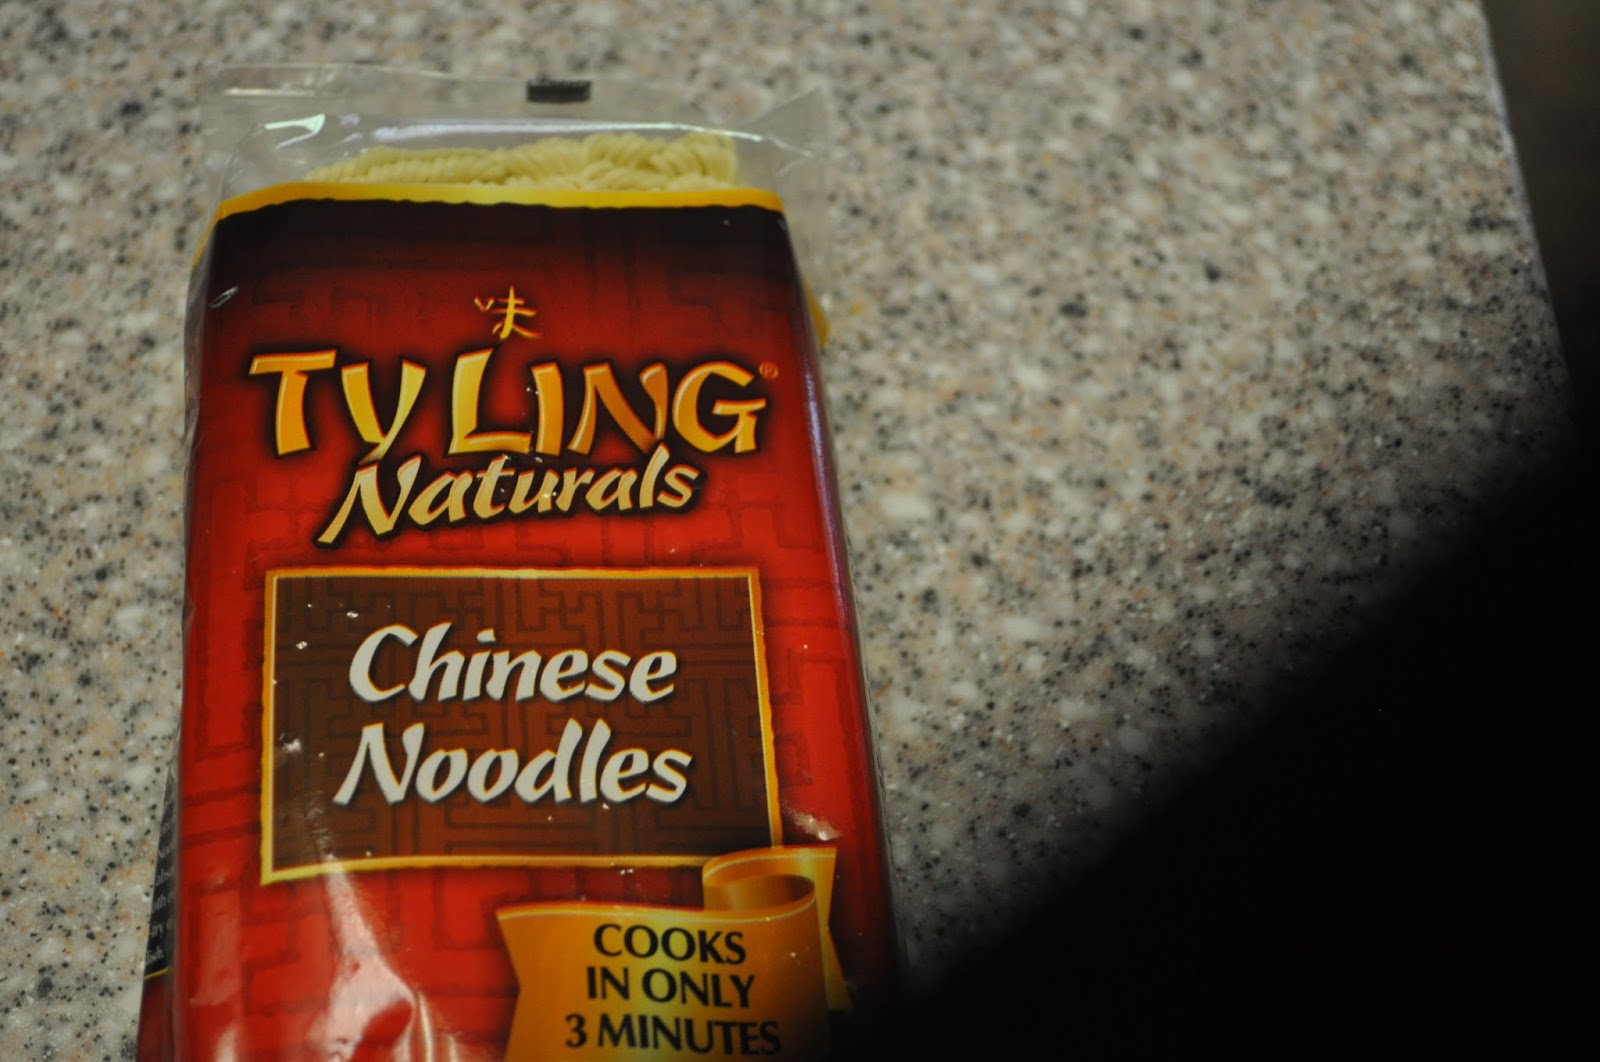 味
TY LING®
Naturals
Chinese
Noodles
COOKS
IN ONLY
3 MINUTES